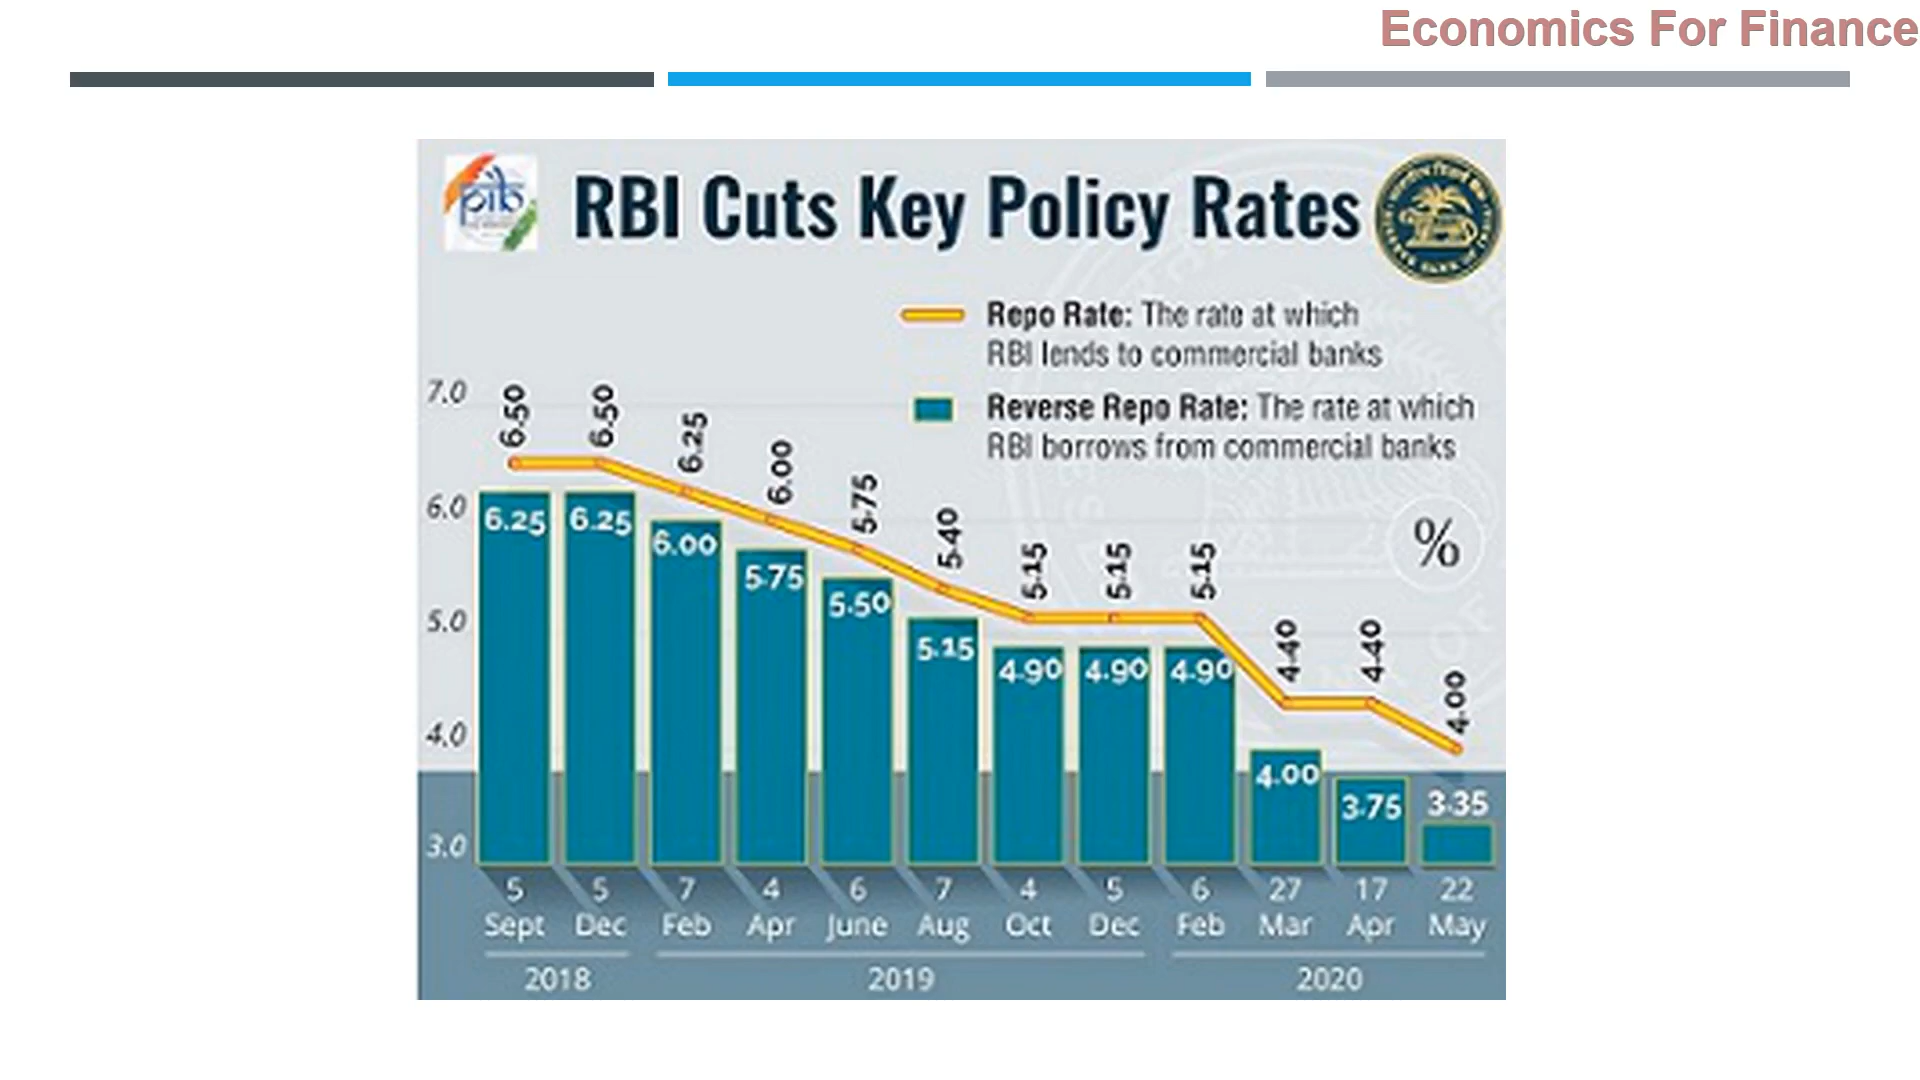 Economics For Finance
pib
RBI Cuts Key Policy Rates
Repo Rate: The rate at which
RBI lends to commercial banks
Reverse Repo Rate: The rate at which
RBI borrows from commercial banks
%
7.0
6.0
5.0
4.0
3.0
6.50 6.50 6.25 6.00 5.75 5.40 5.15 5.15 5.15 4.40 4.40 4.00
6.25 6.25 6.00 5.75 5.50 5.15 4.90 4.90 4.90 4.00 3.75 3.35
5 5 7 4 6 7 4 5 6 27 17 22
Sept Dec Feb Apr June Aug Oct Dec Feb Mar Apr May
2018 2019 2020